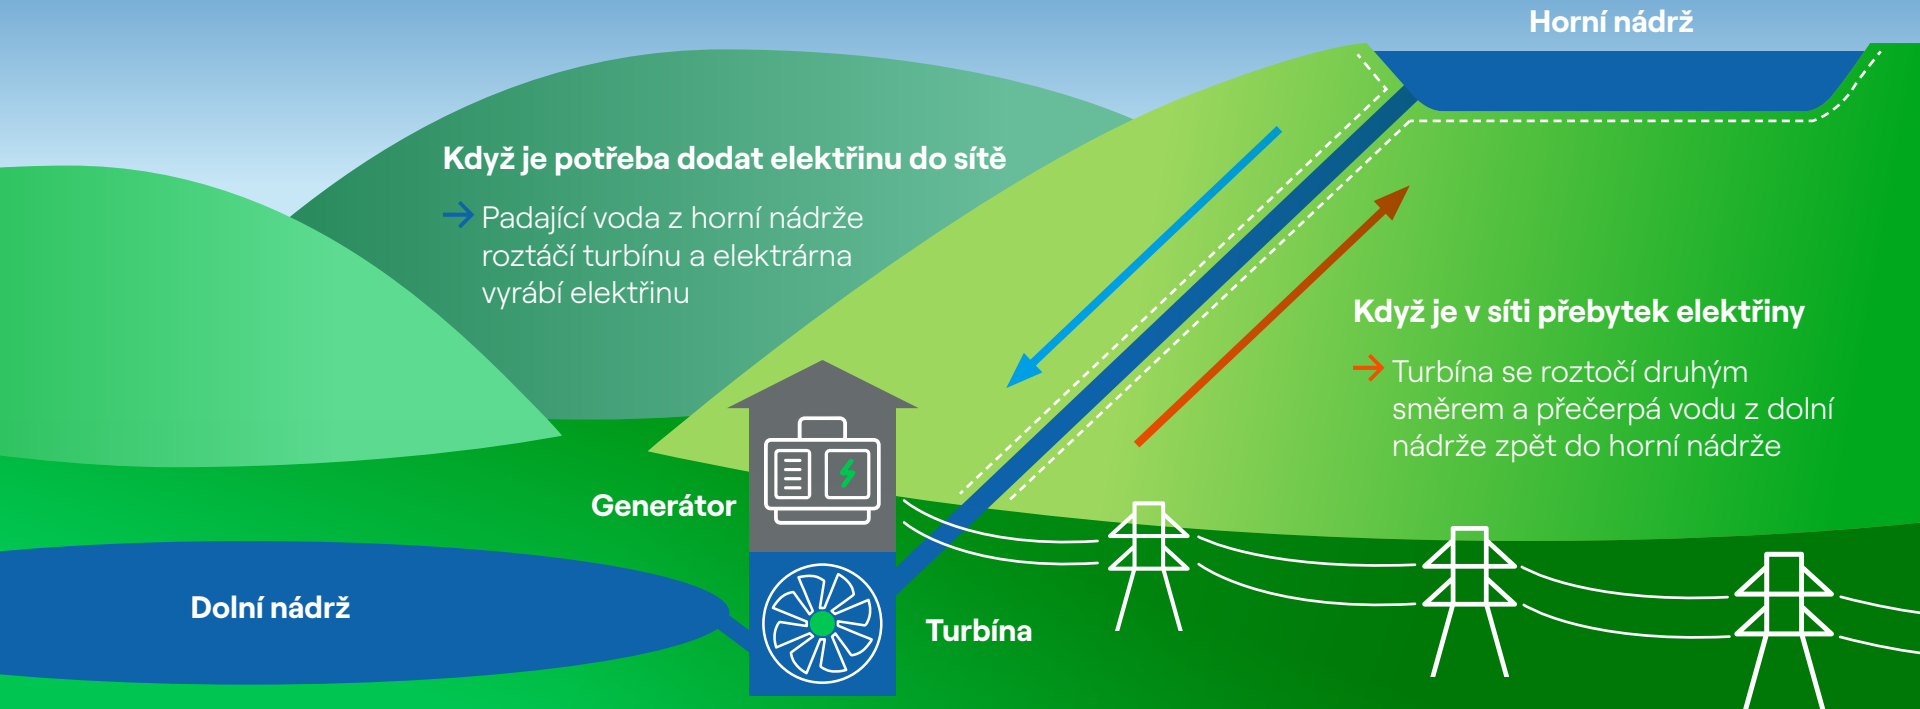 Horní nádrž
Když je potřeba dodat elektřinu do sítě
Padající voda z horní nádrže
roztáčí turbínu a elektrárna
vyrábí elektřinu
Když je v síti přebytek elektřiny
Turbína se roztočí druhým
směrem a přečerpá vodu z dolní
nádrže zpět do horní nádrže
Generátor
Dolní nádrž
Turbína